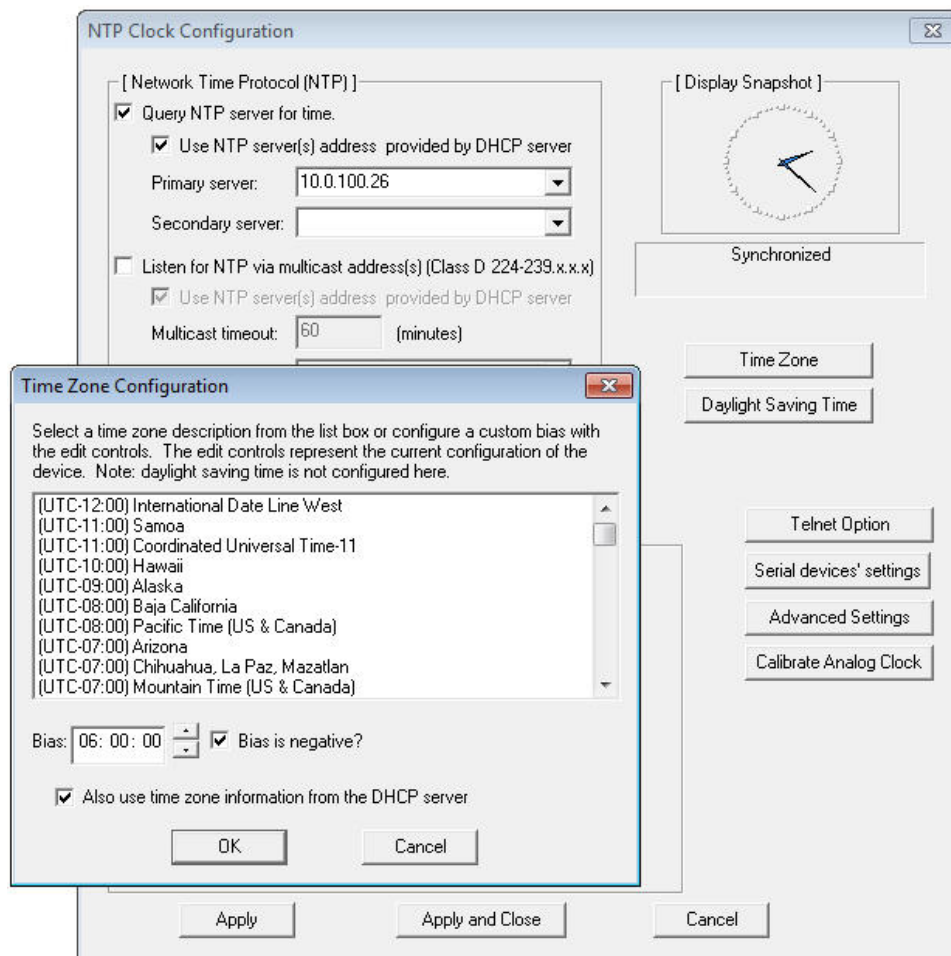 NTP Clock Configuration
[ Network Time Protocol (NTP) ]
Query NTP server for time.
Use NTP server(s) address provided by DHCP server
Primary server: 10.0.100.26
Secondary server:
Listen for NTP via multicast address(s) (Class D 224-239.x.x.x)
Use NTP server(s) address provided by DHCP server
Multicast timeout: 60 (minutes)
[ Display Snapshot ]
Synchronized
Time Zone
Daylight Saving Time
Telnet Option
Serial devices' settings
Advanced Settings
Calibrate Analog Clock
Time Zone Configuration
Select a time zone description from the list box or configure a custom bias with
the edit controls. The edit controls represent the current configuration of the
device. Note: daylight saving time is not configured here.
(UTC-12:00) International Date Line West
(UTC-11:00) Samoa
(UTC-11:00) Coordinated Universal Time-11
(UTC-10:00) Hawaii
(UTC-09:00) Alaska
(UTC-08:00) Baja California
(UTC-08:00) Pacific Time (US & Canada)
(UTC-07:00) Arizona
(UTC-07:00) Chihuahua, La Paz, Mazatlan
(UTC-07:00) Mountain Time (US & Canada)
Bias: 06: 00: 00 Bias is negative?
Also use time zone information from the DHCP server
OK Cancel
Apply Apply and Close Cancel